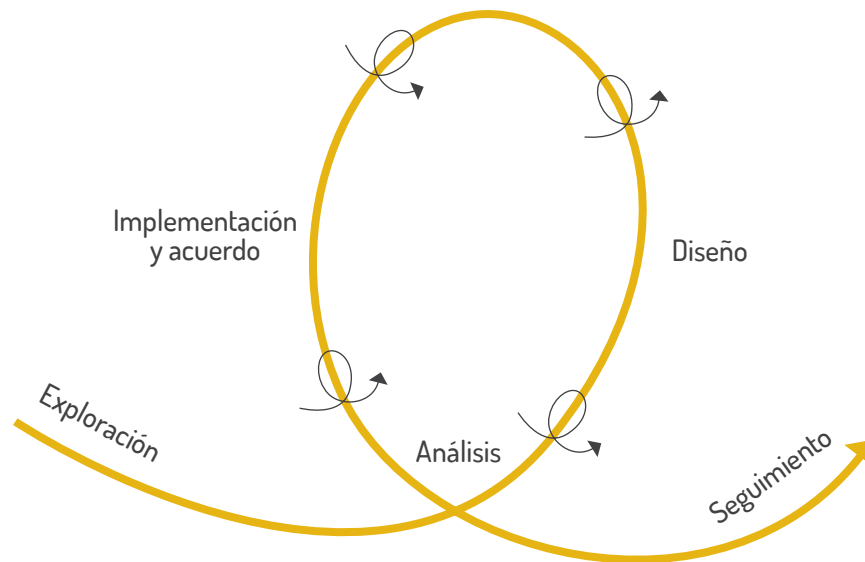 Implementación
y acuerdo
Diseño
Exploración
Análisis
Seguimiento